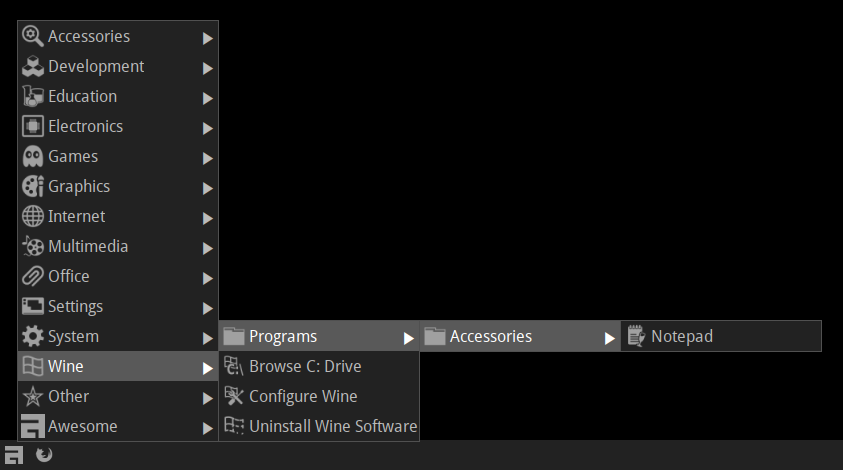 Accessories
Development
Education
Electronics
Games
Graphics
Internet
Multimedia
Office
Settings
System
Wine
Other
Awesome
Programs
Browse C: Drive
Configure Wine
Uninstall Wine Software
Accessories
Notepad